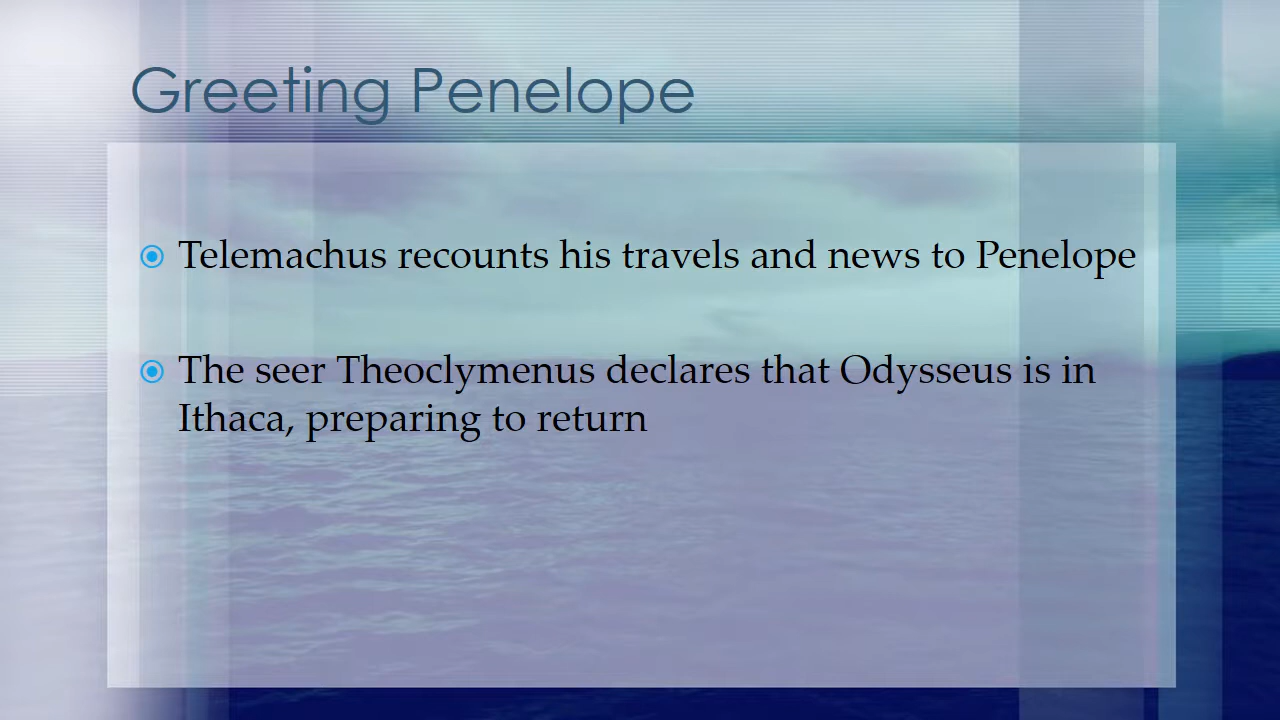 Greeting Penelope
Telemachus recounts his travels and news to Penelope
The seer Theoclymenus declares that Odysseus is in
Ithaca, preparing to return